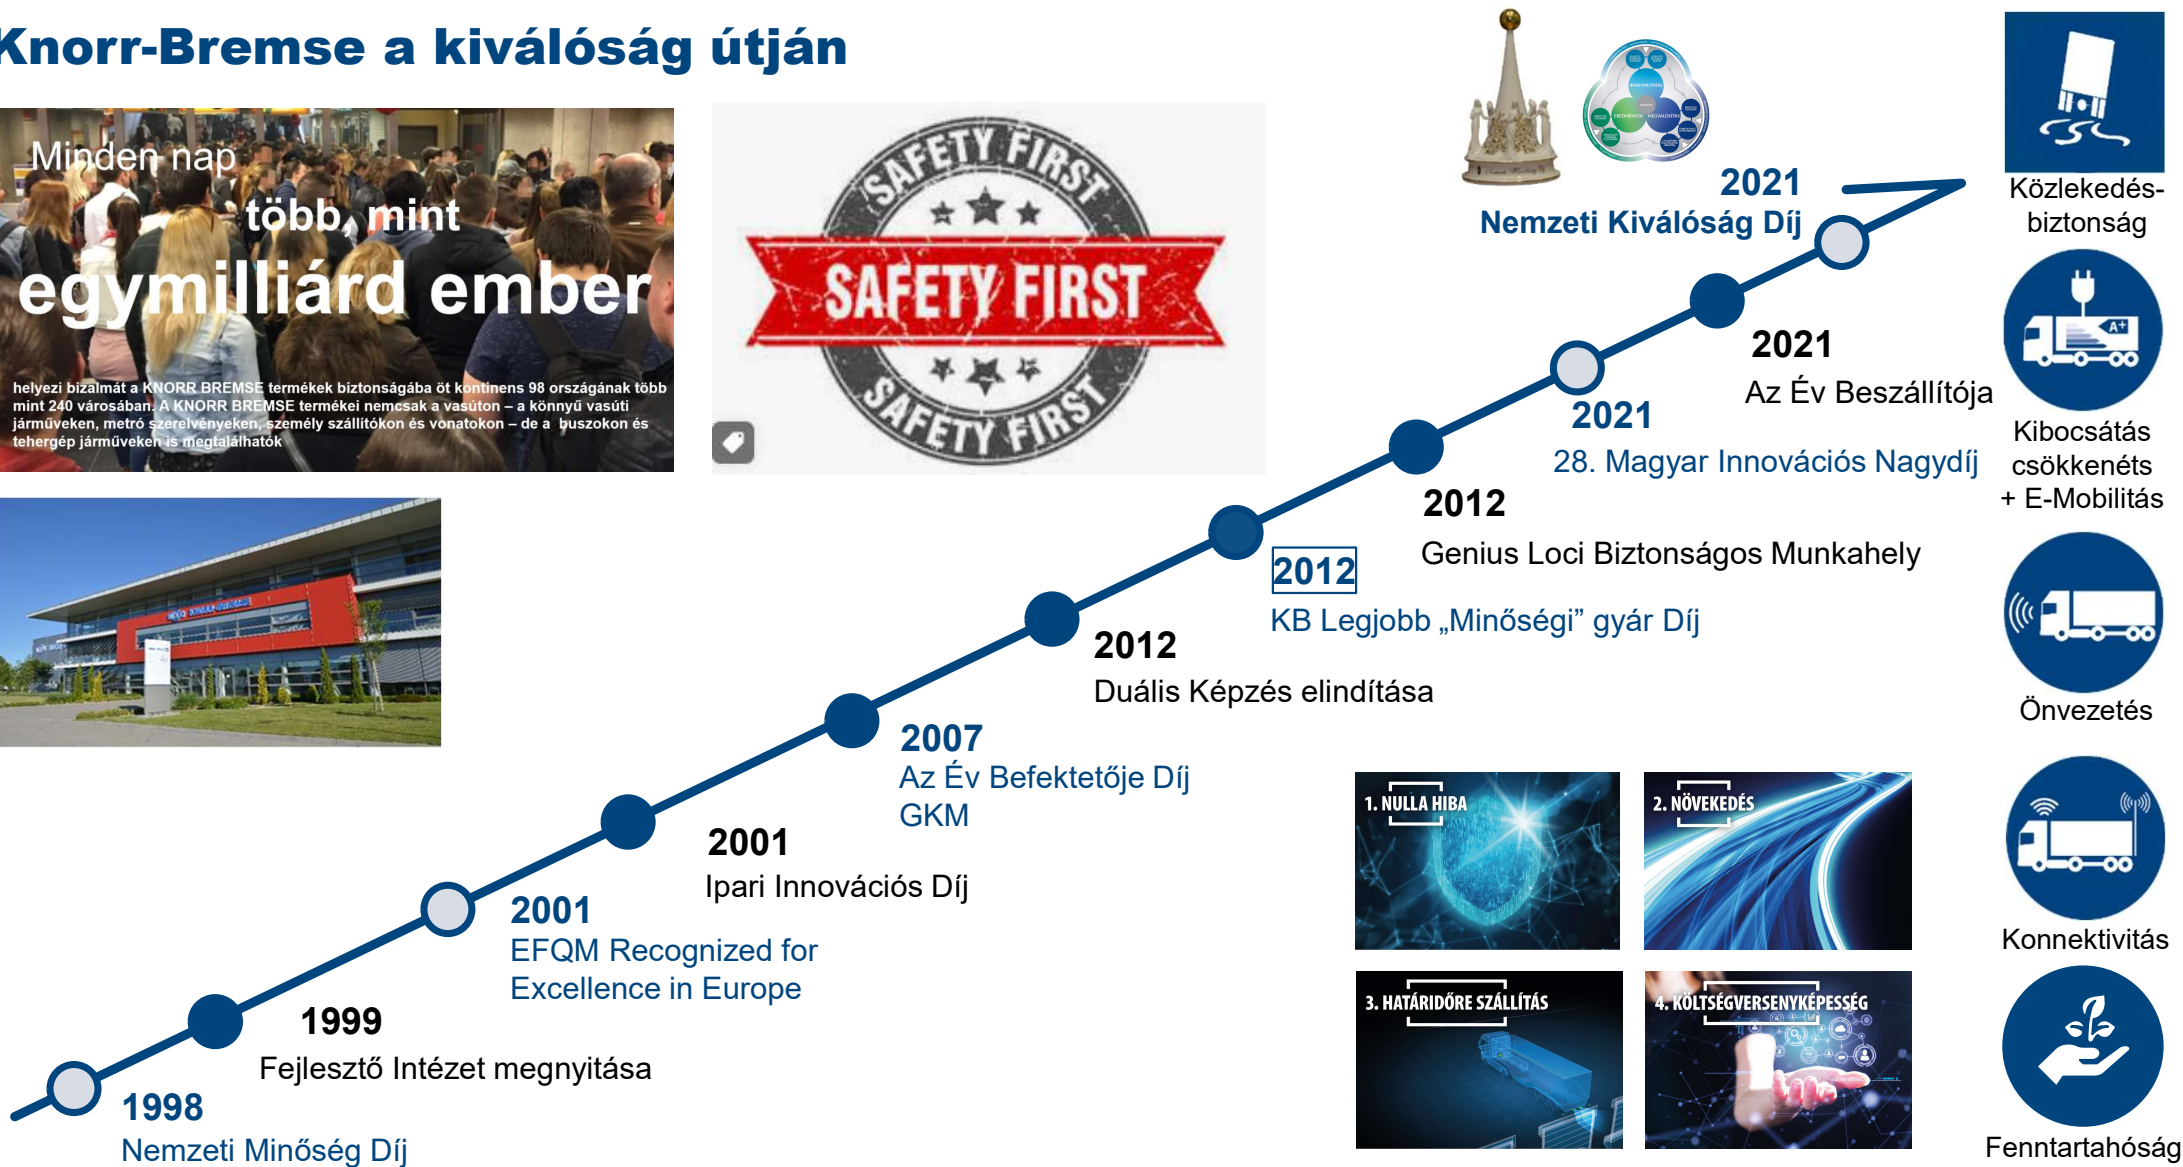 Knorr-Bremse a kiválóság útján
Minden nap
több, mint
egymilliárd ember
helyezi bizalmát a KNORR BREMSE termékek biztonságába öt kontinens 98 országának több
mint 240 városában. A KNORR BREMSE termékei nemcsak a vasúton – a könnyű vasúti
járműveken, metró szerelvényeken, személy szállítókon és vonatokon – de a buszokon és
tehergép járműveken is megtalálhatók
SAFETY FIRST
SAFETY FIRST
SAFETY FIRST
IRÁNYMUTATÁS
EREDMÉNYEK
MEGVALÓSÍTÁS
2021
Nemzeti Kiválóság Díj
2021
Az Év Beszállítója
2021
28. Magyar Innovációs Nagydíj
2012
Genius Loci Biztonságos Munkahely
2012
KB Legjobb „Minőségi” gyár Díj
2012
Duális Képzés elindítása
2007
Az Év Befektetője Díj
GKM
2001
Ipari Innovációs Díj
2001
EFQM Recognized for
Excellence in Europe
1999
Fejlesztő Intézet megnyitása
1998
Nemzeti Minőség Díj
1. NULLA HIBA
2. NÖVEKEDÉS
3. HATÁRIDŐRE SZÁLLÍTÁS
4. KÖLTSÉGVERSENYKÉPESSÉG
Közlekedés-
biztonság
A+
Kibocsátás
csökkenéts
+ E-Mobilitás
Önvezetés
Konnektivitás
Fenntartahóság